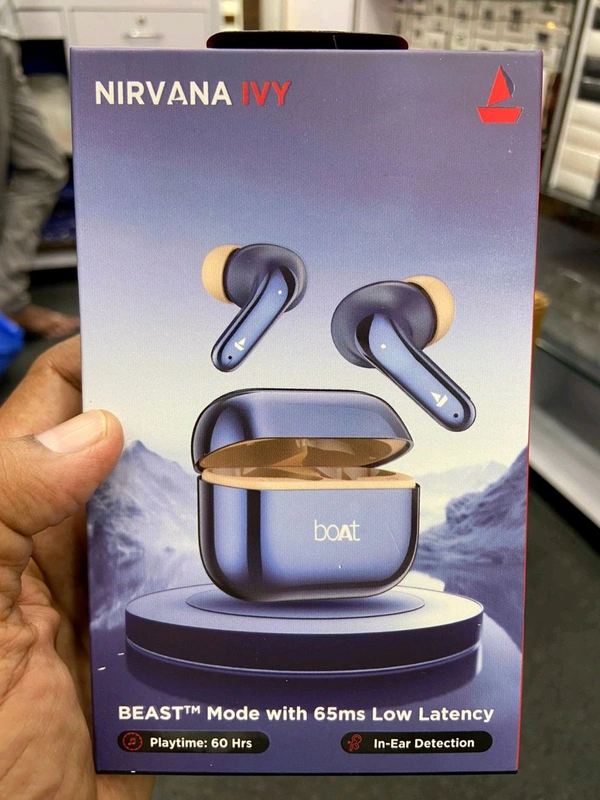 NIRVANA IVY
boAt
BEAST™ Mode with 65ms Low Latency
Playtime: 60 Hrs
In-Ear Detection